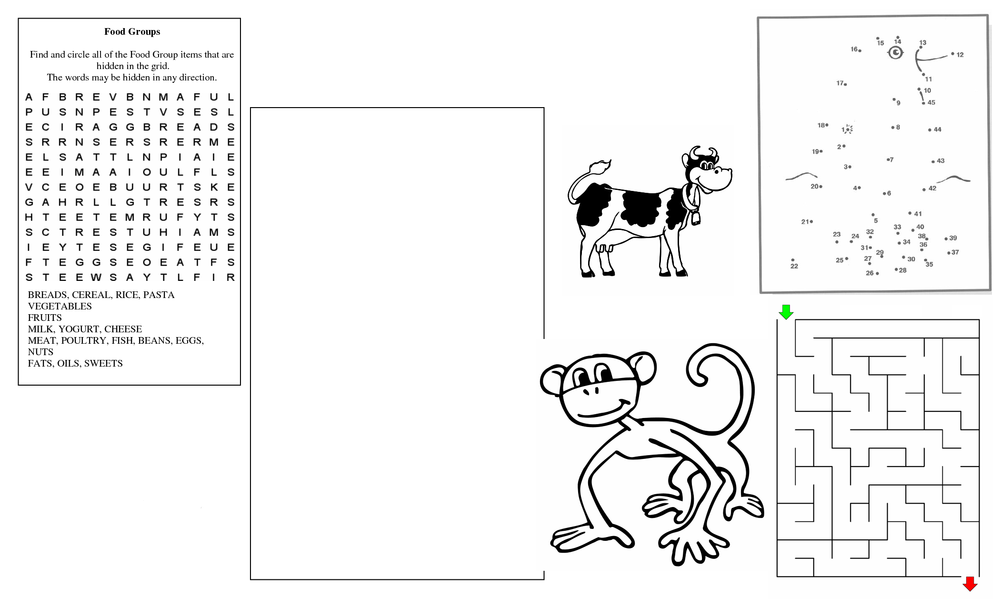 Food Groups
Find and circle all of the Food Group items that are
hidden in the grid.
The words may be hidden in any direction.
A F B R E V B N M A F U L
P U S N P E S T V S E S L
E C I R A G G B R E A D S
S R R N S E R S R E R M E
E L S A T T L N P I A I E
E E I M A A I O U L F L S
V C E O E B U U R T S K E
G A H R L L G T R E S R S
H T E E T E M R U F Y T S
S C T R E S T U H I A M S
I E Y T E S E G I F E U E
F T E G G S E O E A T F S
S T E E W S A Y T L F I R
BREADS, CEREAL, RICE, PASTA
VEGETABLES
FRUITS
MILK, YOGURT, CHEESE
MEAT, POULTRY, FISH, BEANS, EGGS,
NUTS
FATS, OILS, SWEETS
15 14 13
16 12
11
17 10
9 45
18 1 8 44
2
19
7 43
3
20 4 6 42
41
21 5
33 40
32
23 24 38 39
34 36
31
29 37
25 27 30
35
22 26 28